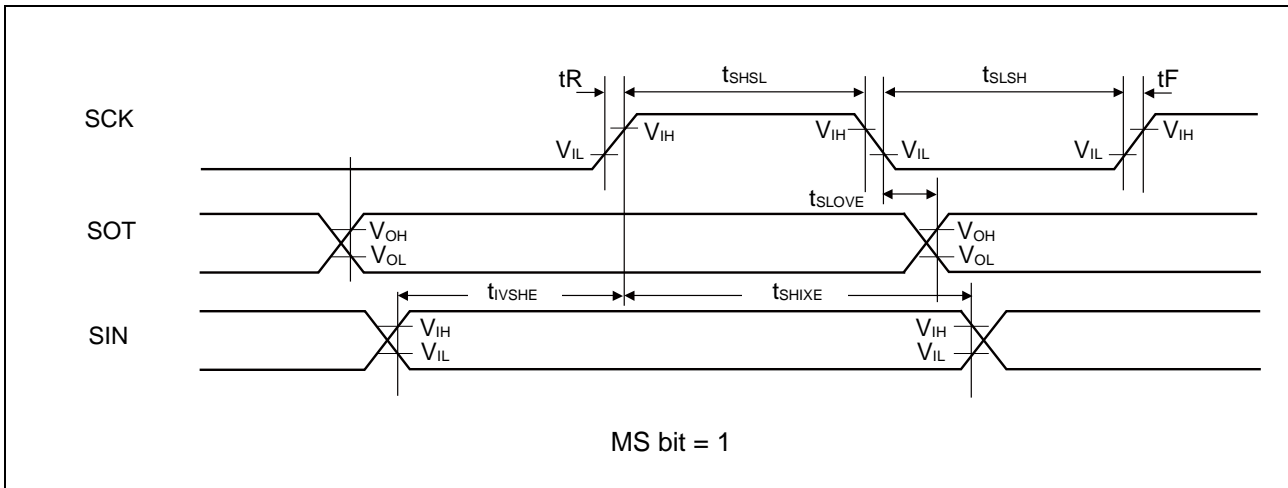 tR tSHSL tSLSH tF
SCK
VIH VIH VIH
VIL VIL VIL
tSLOVE
SOT
VOH VOH
VOL VOL
tIVSHE tSHIXE
SIN
VIH VIH
VIL VIL
MS bit = 1